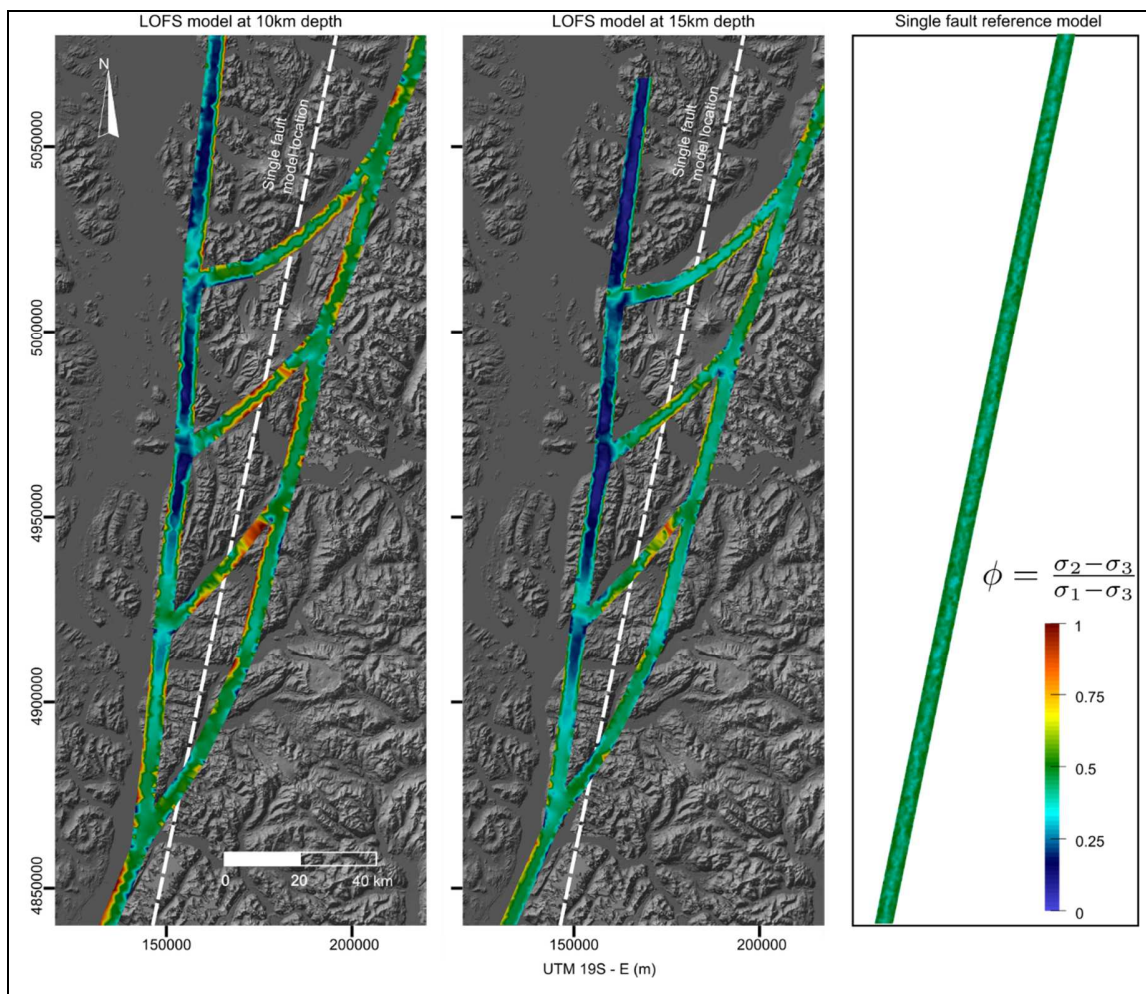 LOFS model at 10km depth
LOFS model at 15km depth
Single fault reference model
N
Single fault
model location
Single fault
model location
5050000
5000000
4950000
4900000
4850000
0 20 40 km
150000 200000
150000 200000
UTM 19S - E (m)
ϕ = σ₂−σ₃ / σ₁−σ₃
1
0.75
0.5
0.25
0